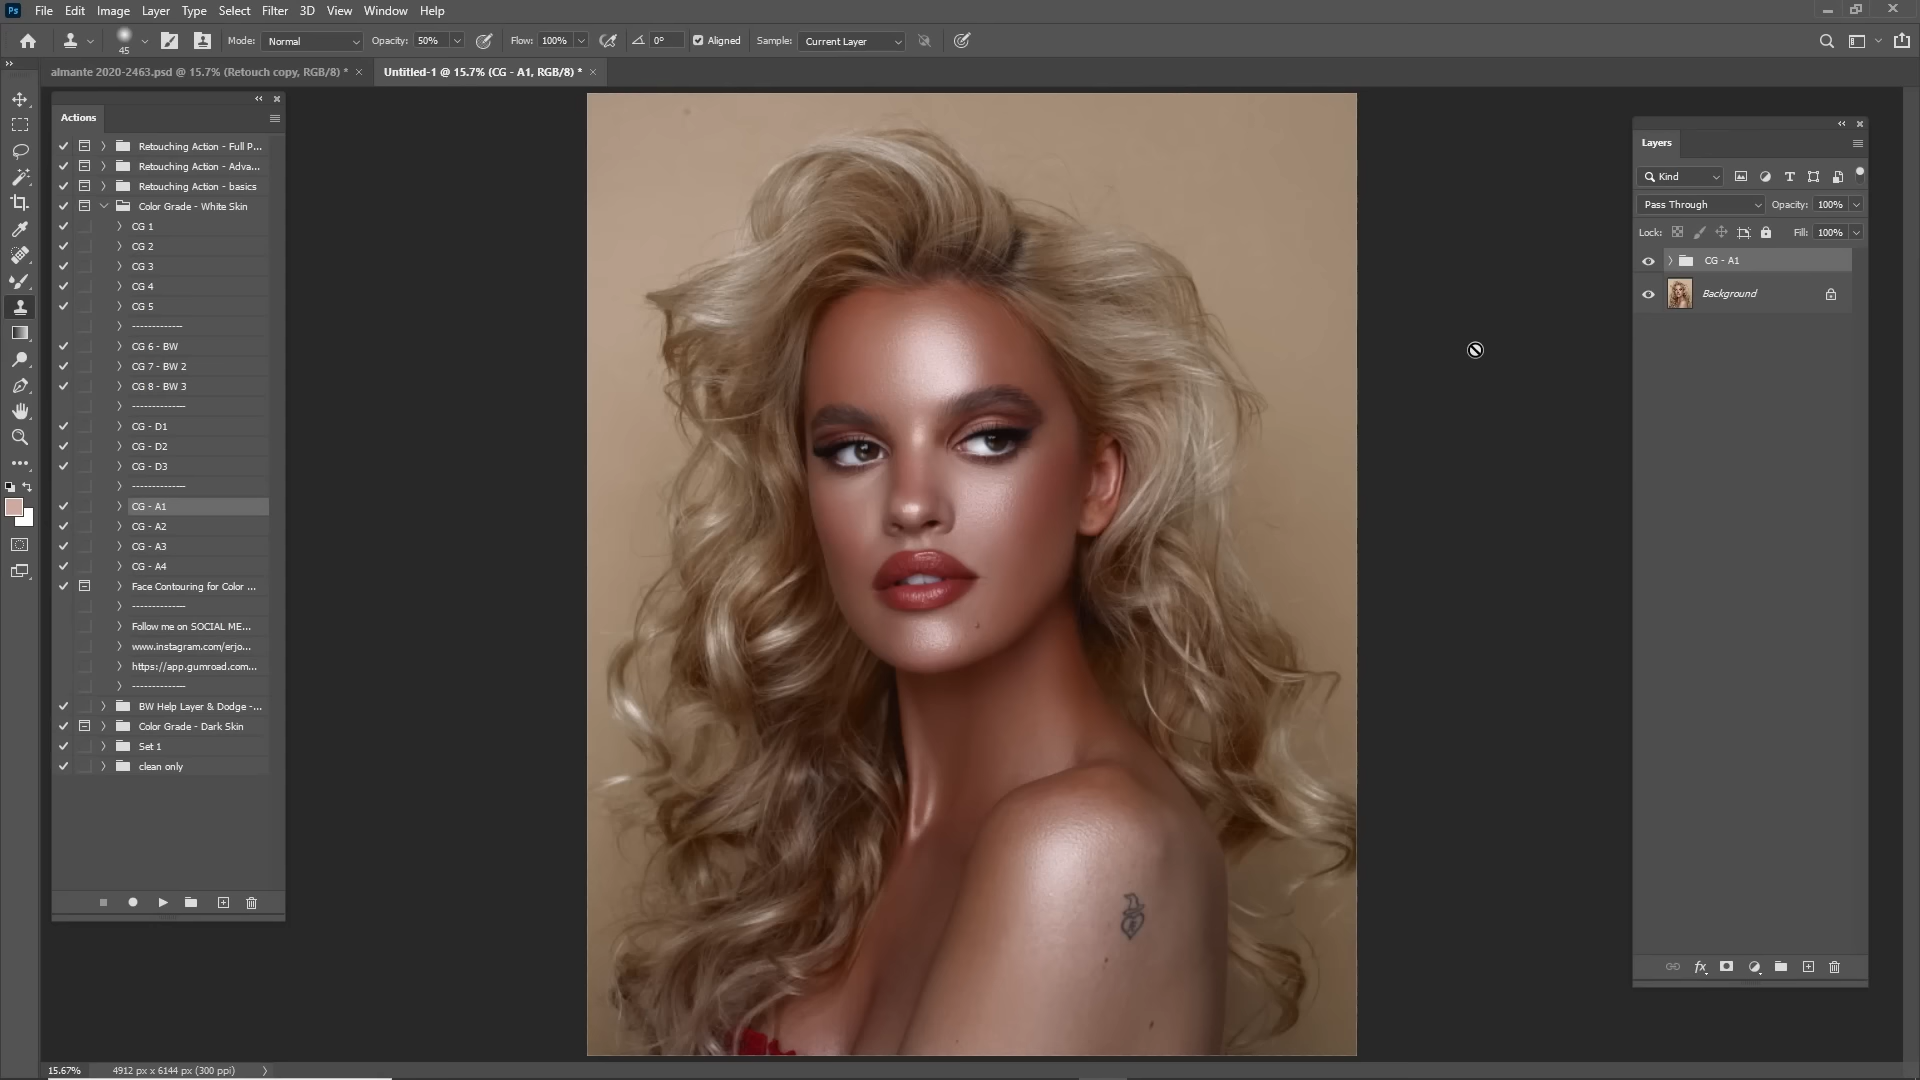 Ps File Edit Image Layer Type Select Filter 3D View Window Help
45 Mode: Normal Opacity: 50% Flow: 100% 0° Aligned Sample: Current Layer
almante 2020-2463.psd @ 15.7% (Retouch copy, RGB/8) * Untitled-1 @ 15.7% (CG - A1, RGB/8) *
Actions
Retouching Action - Full P...
Retouching Action - Adva...
Retouching Action - basics
Color Grade - White Skin
CG 1
CG 2
CG 3
CG 4
CG 5
-------------
CG 6 - BW
CG 7 - BW 2
CG 8 - BW 3
-------------
CG - D1
CG - D2
CG - D3
-------------
CG - A1
CG - A2
CG - A3
CG - A4
Face Contouring for Color ...
-------------
Follow me on SOCIAL ME...
www.instagram.com/erjo...
https://app.gumroad.com...
-------------
BW Help Layer & Dodge -...
Color Grade - Dark Skin
Set 1
clean only
Layers
Kind
Pass Through Opacity: 100%
Lock: Fill: 100%
CG - A1
Background
15.67% 4912 px x 6144 px (300 ppi)